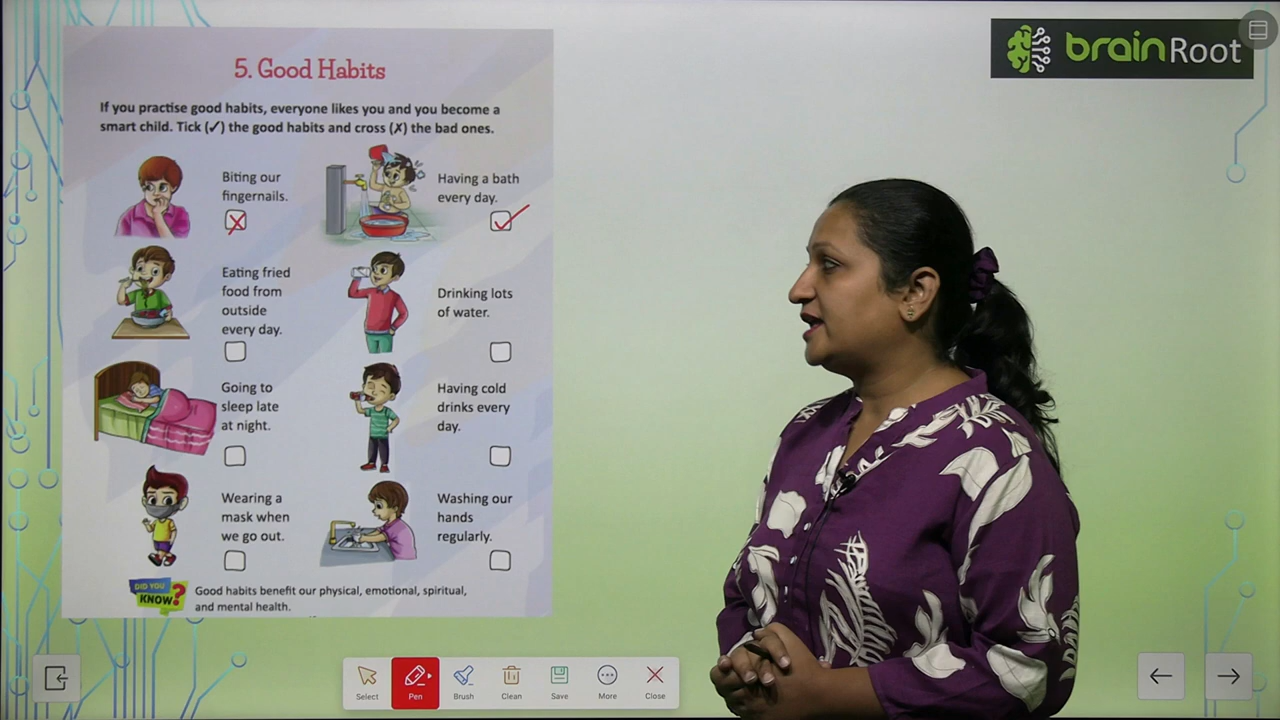 5. Good Habits
If you practise good habits, everyone likes you and you become a
smart child. Tick (✓) the good habits and cross (✗) the bad ones.
Biting our
fingernails.
Having a bath
every day.
Eating fried
food from
outside
every day.
Drinking lots
of water.
Going to
sleep late
at night.
Having cold
drinks every
day.
Wearing a
mask when
we go out.
Washing our
hands
regularly.
DID YOU
KNOW?
Good habits benefit our physical, emotional, spiritual,
and mental health.
brainRoot
Select
Pen
Brush
Clean
Save
More
Close